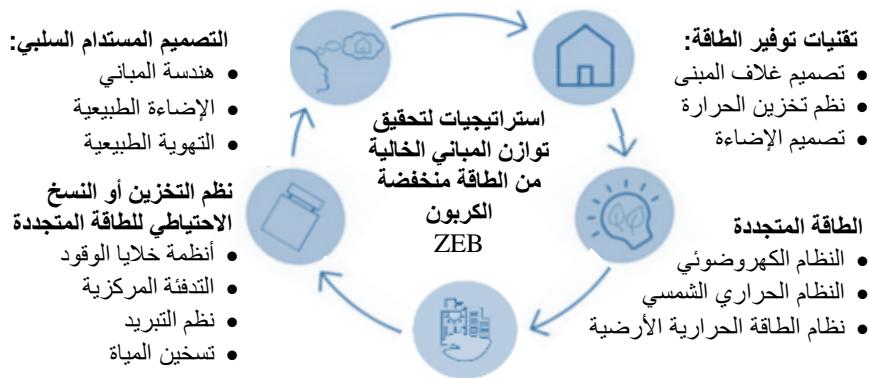 تقنيات توفير الطاقة:
• تصميم غلاف المبنى
• نظم تخزين الحرارة
• تصميم الإضاءة
الطاقة المتجددة
• النظام الكهروضوئي
• النظام الحراري الشمسي
• نظام الطاقة الحرارية الأرضية
استراتيجيات لتحقيق
توازن المباني الخالية
من الطاقة منخفضة
الكربون
ZEB
التصميم المستدام السلبي:
• هندسة المباني
• الإضاءة الطبيعية
• التهوية الطبيعية
نظم التخزين أو النسخ
الاحتياطي للطاقة المتجددة
• أنظمة خلايا الوقود
• التدفئة المركزية
• نظم التبريد
• تسخين المياة